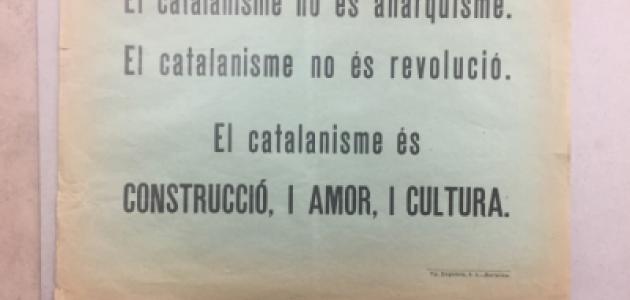 El catalanisme no és anarquisme.
El catalanisme no és revolució.
El catalanisme és
CONSTRUCCIÓ, I AMOR, I CULTURA.